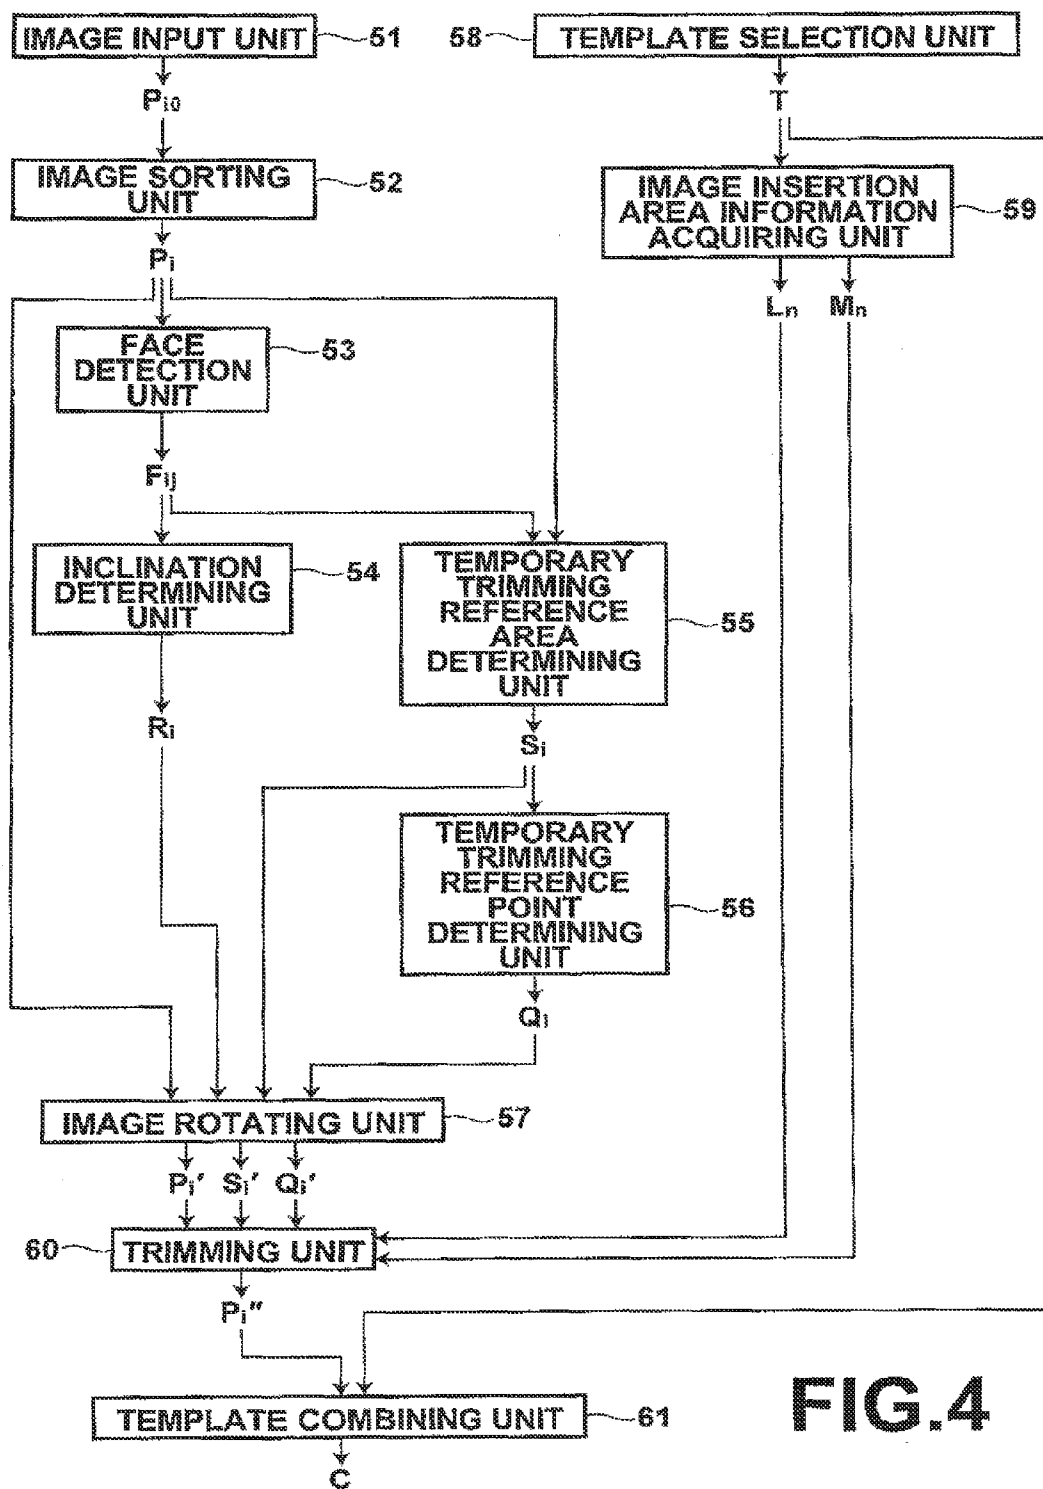 IMAGE INPUT UNIT
51
58
TEMPLATE SELECTION UNIT
Pi0
T
IMAGE SORTING
UNIT
52
IMAGE INSERTION
AREA INFORMATION
ACQUIRING UNIT
59
Pi
Ln
Mn
FACE
DETECTION
UNIT
53
Fij
INCLINATION
DETERMINING
UNIT
54
TEMPORARY
TRIMMING
REFERENCE
AREA
DETERMINING
UNIT
55
Ri
Si
TEMPORARY
TRIMMING
REFERENCE
POINT
DETERMINING
UNIT
56
Qi
IMAGE ROTATING UNIT
57
Pi′
Si′
Qi′
60
TRIMMING UNIT
Pi″
TEMPLATE COMBINING UNIT
61
C
FIG.4